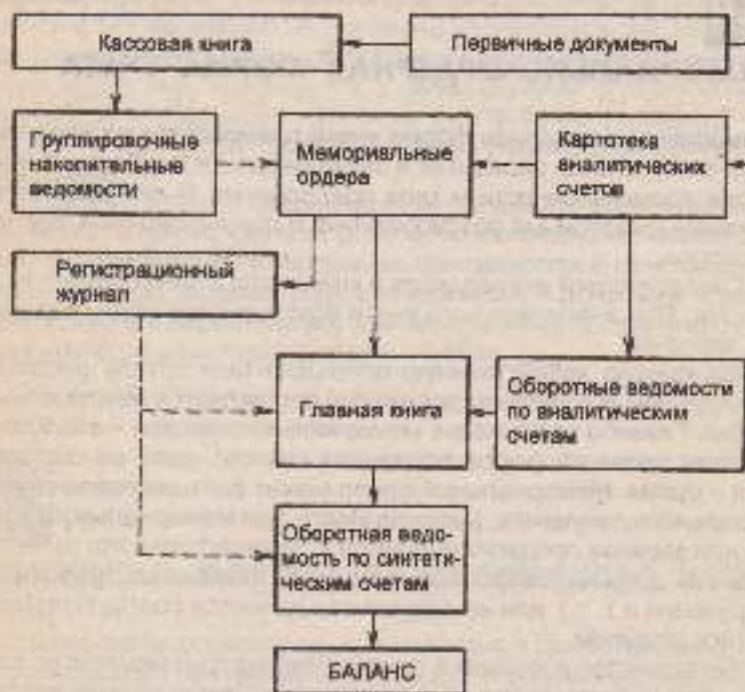 Кассовая книга
Первичные документы
Группировочные
накопительные
ведомости
Мемориальные
ордера
Картотека
аналитических
счетов
Регистрационный
журнал
Главная книга
Оборотные ведомости
по аналитическим
счетам
Оборотная ведо-
мость по синтети-
ческим счетам
БАЛАНС